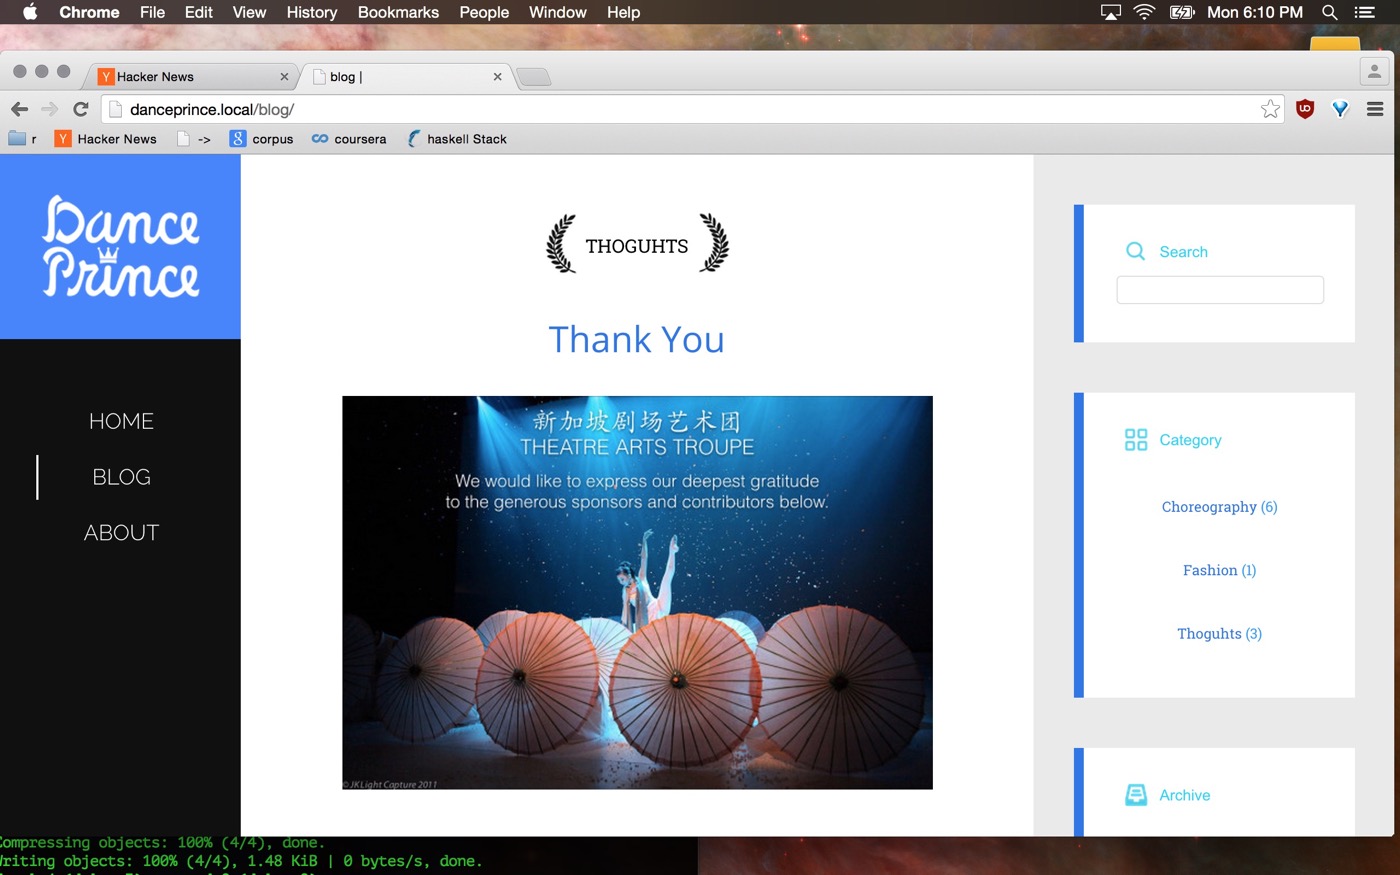 Chrome File Edit View History Bookmarks People Window Help Mon 6:10 PM
Hacker News blog |
danceprince.local/blog/
r Hacker News -> corpus coursera haskell Stack
Dance
Prince
HOME
BLOG
ABOUT
THOGUHTS
Thank You
新加坡剧场艺术团
THEATRE ARTS TROUPE
We would like to express our deepest gratitude
to the generous sponsors and contributors below.
©JKLight Capture 2011
Search
Category
Choreography (6)
Fashion (1)
Thoguhts (3)
Archive
Compressing objects: 100% (4/4), done.
Writing objects: 100% (4/4), 1.48 KiB | 0 bytes/s, done.